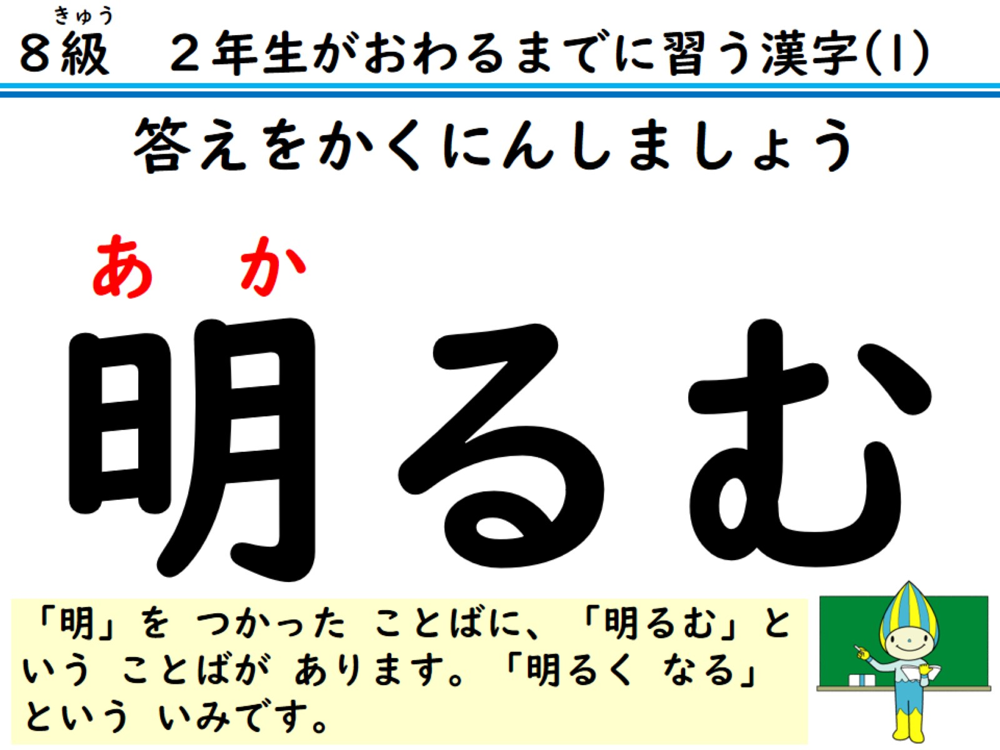 きゅう
8級　2年生がおわるまでに習う漢字(1)
答えをかくにんしましょう
あ　か
明るむ
「明」を　つかった　ことばに、「明るむ」と
いう　ことばが　あります。「明るく　なる」
という　いみです。